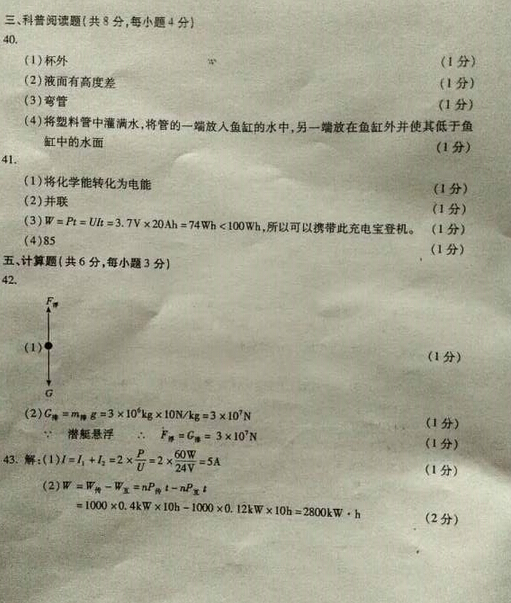 三、科普阅读题(共8分,每小题4分)
40.
(1)杯外 (1分)
(2)液面有高度差 (1分)
(3)弯管 (1分)
(4)将塑料管中灌满水,将管的一端放入鱼缸的水中,另一端放在鱼缸外并使其低于鱼
缸中的水面 (1分)
41.
(1)将化学能转化为电能 (1分)
(2)并联 (1分)
(3)W=Pt=UIt=3.7V×20Ah=74Wh<100Wh,所以可以携带此充电宝登机。 (1分)
(4)85 (1分)
五、计算题(共6分,每小题3分)
42.
F浮
(1) (1分)
G
(2)G排=m排g=3×10⁶kg×10N/kg=3×10⁷N (1分)
∵ 潜艇悬浮 ∴ F浮=G排=3×10⁷N (1分)
43. 解:(1)I=I₁+I₂=2×P/U=2×60W/24V=5A (1分)
(2)W=W传-W-nP传t-nP t
=1000×0.4kW×10h-1000×0.12kW×10h=2800kW·h (2分)